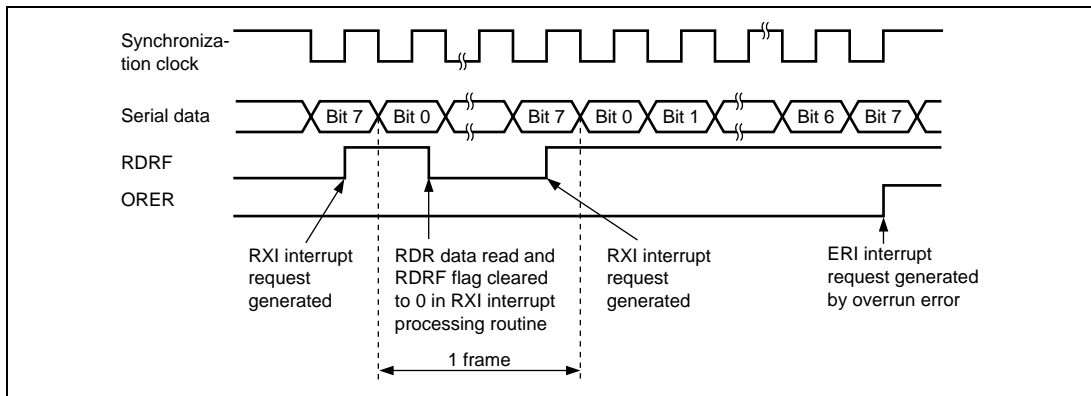 Synchroniza-
tion clock
Serial data
Bit 7
Bit 0
Bit 7
Bit 0
Bit 1
Bit 6
Bit 7
RDRF
ORER
RXI interrupt
request
generated
RDR data read and
RDRF flag cleared
to 0 in RXI interrupt
processing routine
RXI interrupt
request
generated
ERI interrupt
request generated
by overrun error
1 frame